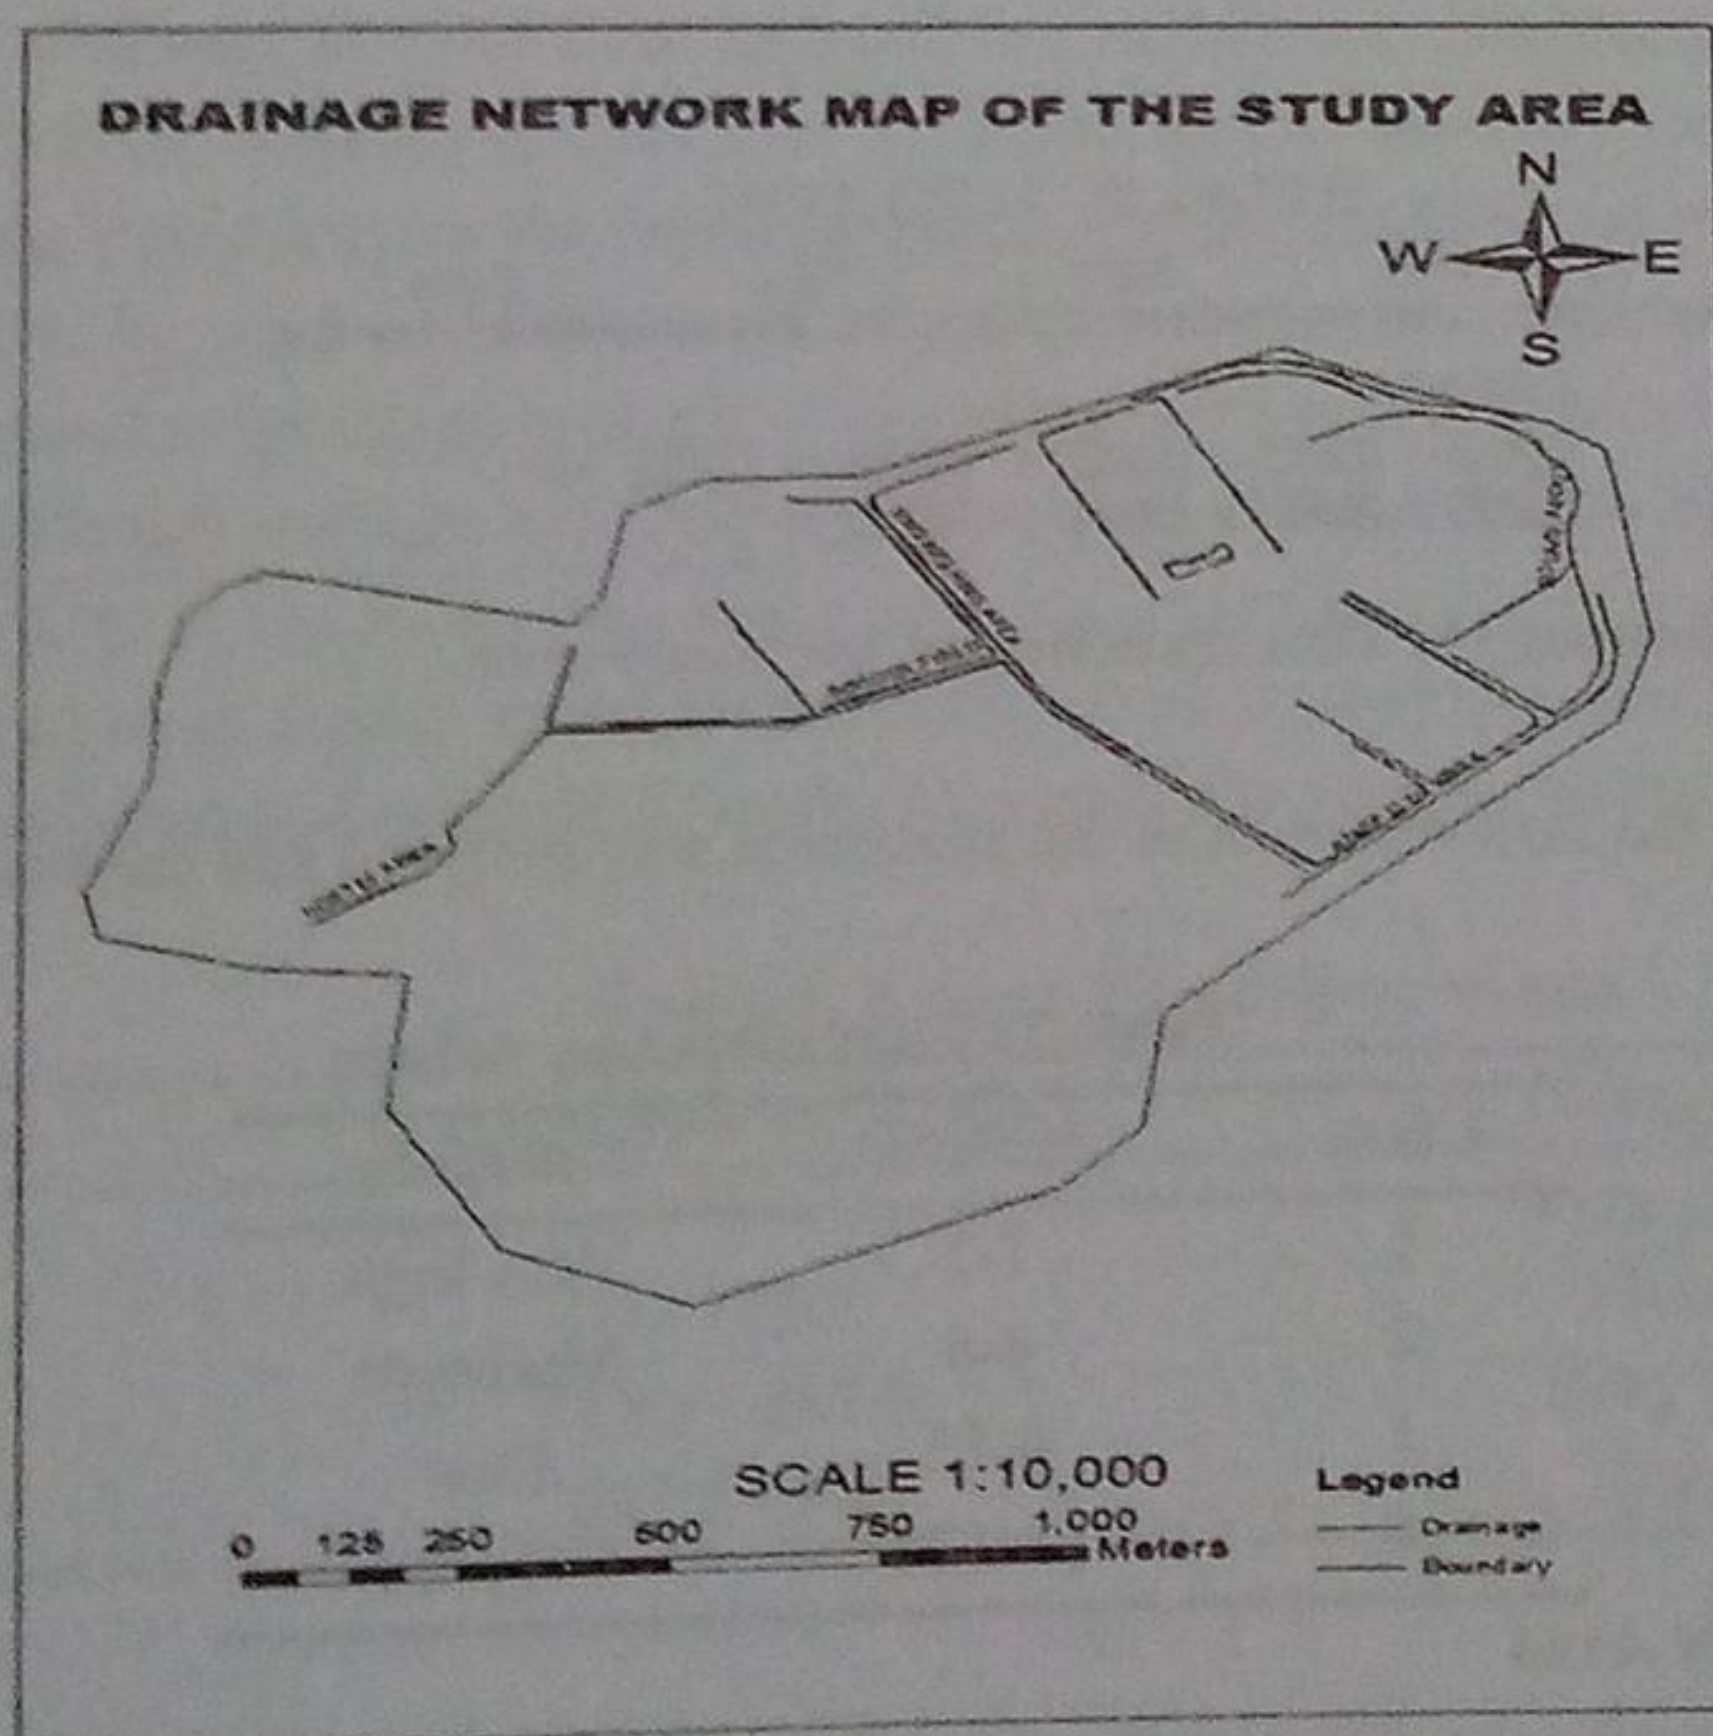 DRAINAGE NETWORK MAP OF THE STUDY AREA
N
W E
S
SCALE 1:10,000
0 125 250 500 750 1,000
Meters
Legend
Drainage
Boundary